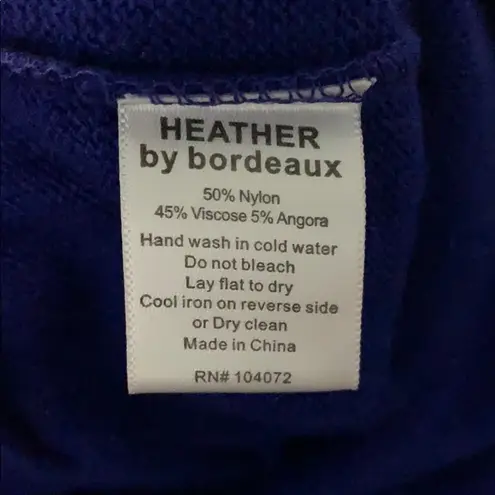 HEATHER
by bordeaux
50% Nylon
45% Viscose 5% Angora
Hand wash in cold water
Do not bleach
Lay flat to dry
Cool iron on reverse side
or Dry clean
Made in China
RN# 104072